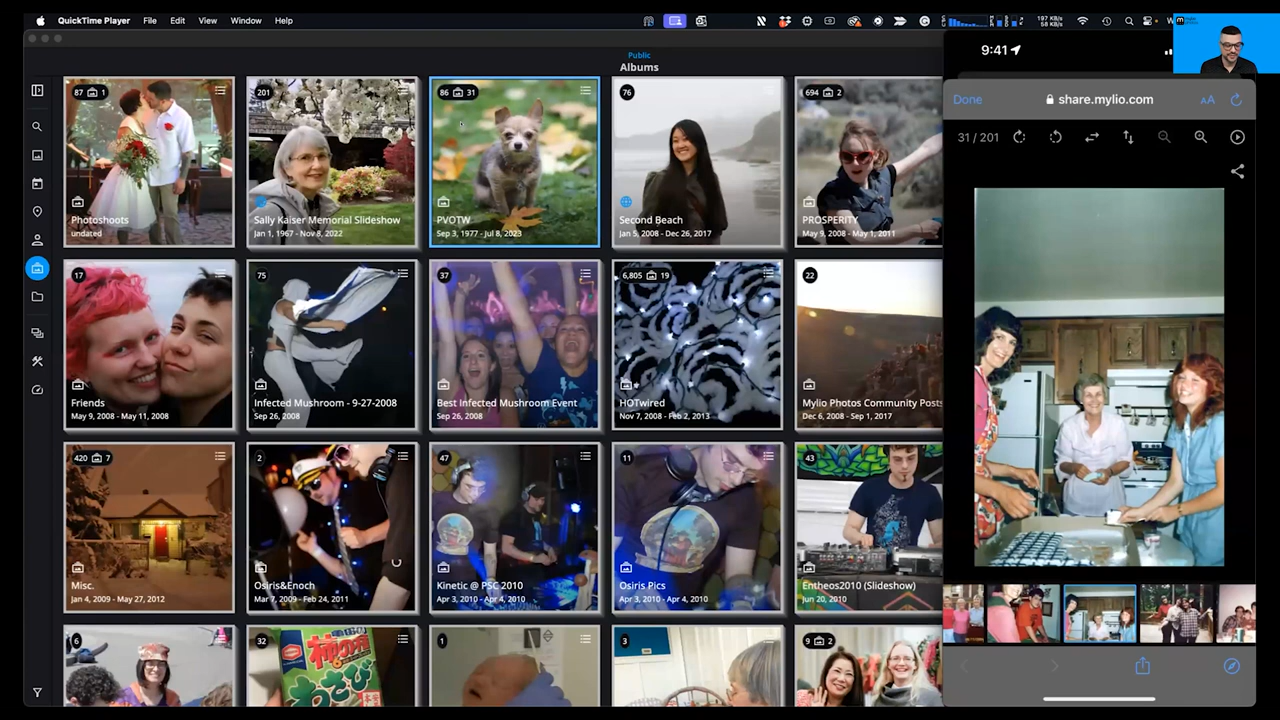 QuickTime Player File Edit View Window Help
197 KB/s
58 KB/s
Public
Albums
87 1
Photoshoots
undated
201
Sally Kaiser Memorial Slideshow
Jan 1, 1967 - Nov 8, 2022
86 31
PVOTW
Sep 3, 1977 - Jul 8, 2023
76
Second Beach
Jan 5, 2008 - Dec 26, 2017
694 2
PROSPERITY
May 9, 2008 - May 1, 2011
17
Friends
May 9, 2008 - May 11, 2008
75
Infected Mushroom - 9-27-2008
Sep 26, 2008
37
Best Infected Mushroom Event
Sep 26, 2008
6,805 19
HOTwired
Nov 7, 2008 - Feb 2, 2013
22
Mylio Photos Community Posts
Dec 6, 2008 - Sep 1, 2017
420 7
Misc.
Jan 4, 2009 - May 27, 2012
2
Osiris&Enoch
Mar 7, 2009 - Feb 24, 2011
47
Kinetic @ PSC 2010
Apr 3, 2010 - Apr 4, 2010
11
Osiris Pics
Apr 3, 2010 - Apr 4, 2010
43
Entheos2010 (Slideshow)
Jun 20, 2010
6
32
1
3
9 2
9:41
Done share.mylio.com AA
31 / 201